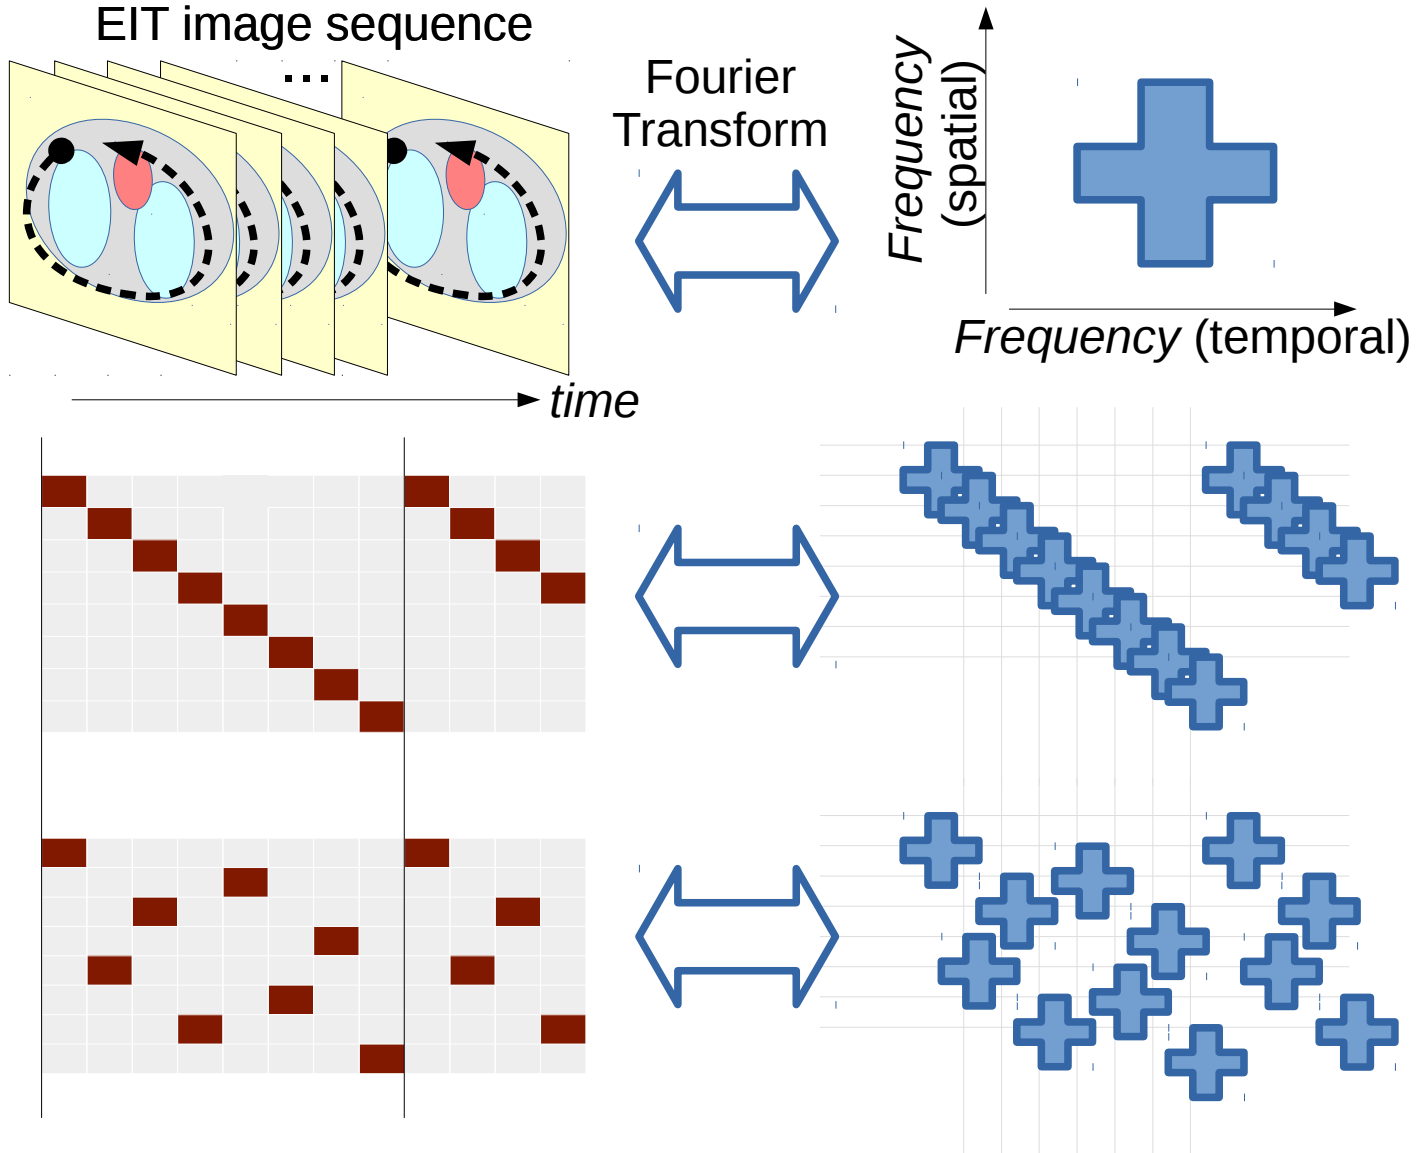 EIT image sequence
...
Fourier
Transform
Frequency
(spatial)
Frequency (temporal)
time